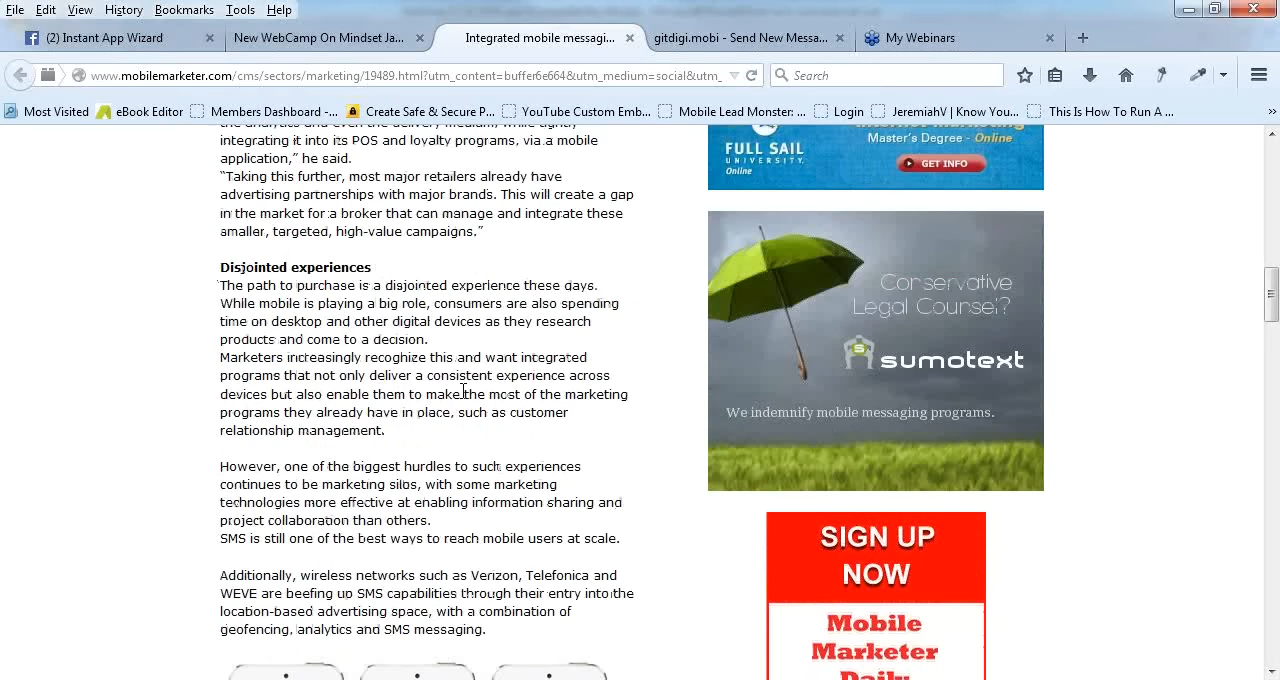 File Edit View History Bookmarks Tools Help
(2) Instant App Wizard × New WebCamp On Mindset Ja... × Integrated mobile messagi... × gitdigi.mobi - Send New Messa... × My Webinars × +
www.mobilemarketer.com/cms/sectors/marketing/19489.html?utm_content=buffer6e664&utm_medium=social&utm_ Search
Most Visited eBook Editor Members Dashboard -... Create Safe & Secure P... YouTube Custom Emb... Mobile Lead Monster: ... Login JeremiahV | Know You... This Is How To Run A ... »
integrating it into its POS and loyalty programs, via a mobile
application,” he said.
“Taking this further, most major retailers already have
advertising partnerships with major brands. This will create a gap
in the market for a broker that can manage and integrate these
smaller, targeted, high-value campaigns.”
Disjointed experiences
The path to purchase is a disjointed experience these days.
While mobile is playing a big role, consumers are also spending
time on desktop and other digital devices as they research
products and come to a decision.
Marketers increasingly recognize this and want integrated
programs that not only deliver a consistent experience across
devices but also enable them to make the most of the marketing
programs they already have in place, such as customer
relationship management.
However, one of the biggest hurdles to such experiences
continues to be marketing silos, with some marketing
technologies more effective at enabling information sharing and
project collaboration than others.
SMS is still one of the best ways to reach mobile users at scale.
Additionally, wireless networks such as Verizon, Telefonica and
WEVE are beefing up SMS capabilities through their entry into the
location-based advertising space, with a combination of
geofencing, analytics and SMS messaging.
Master's Degree - Online
FULL SAIL
UNIVERSITY.
Online
GET INFO
Conservative
Legal Counsel?
sumotext
We indemnify mobile messaging programs.
SIGN UP
NOW
Mobile
Marketer
Daily